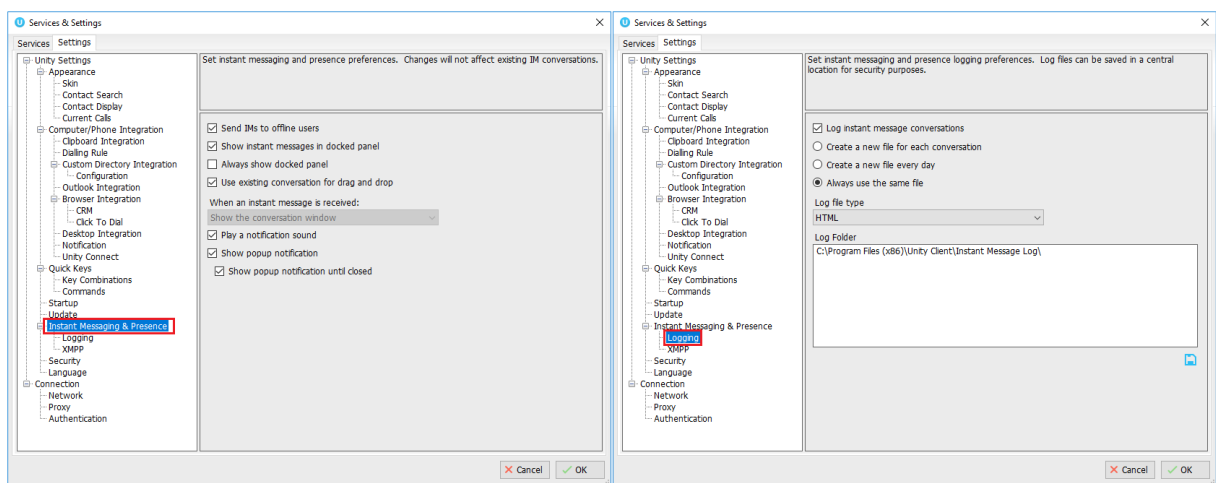 Services & Settings
Services Settings
Unity Settings
Appearance
Skin
Contact Search
Contact Display
Current Calls
Computer/Phone Integration
Clipboard Integration
Dialling Rule
Custom Directory Integration
Configuration
Outlook Integration
Browser Integration
CRM
Click To Dial
Desktop Integration
Notification
Unity Connect
Quick Keys
Key Combinations
Commands
Startup
Update
Instant Messaging & Presence
Logging
XMPP
Security
Language
Connection
Network
Proxy
Authentication
Set instant messaging and presence preferences. Changes will not affect existing IM conversations.
Send IMs to offline users
Show instant messages in docked panel
Always show docked panel
Use existing conversation for drag and drop
When an instant message is received:
Show the conversation window
Play a notification sound
Show popup notification
Show popup notification until closed
Cancel OK
Services & Settings
Services Settings
Unity Settings
Appearance
Skin
Contact Search
Contact Display
Current Calls
Computer/Phone Integration
Clipboard Integration
Dialling Rule
Custom Directory Integration
Configuration
Outlook Integration
Browser Integration
CRM
Click To Dial
Desktop Integration
Notification
Unity Connect
Quick Keys
Key Combinations
Commands
Startup
Update
Instant Messaging & Presence
Logging
XMPP
Security
Language
Connection
Network
Proxy
Authentication
Set instant messaging and presence logging preferences. Log files can be saved in a central
location for security purposes.
Log instant message conversations
Create a new file for each conversation
Create a new file every day
Always use the same file
Log file type
HTML
Log Folder
C:\Program Files (x86)\Unity Client\Instant Message Log\
Cancel OK